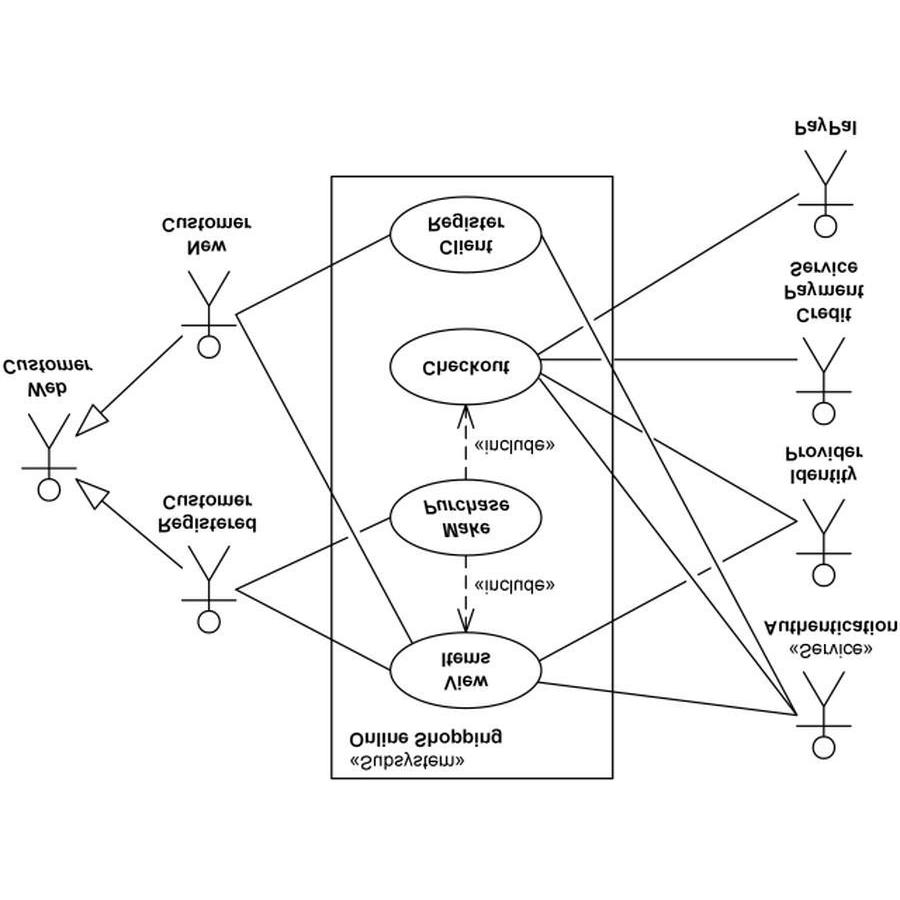 «Subsystem»
Online Shopping
View
Items
«include»
Make
Purchase
«include»
Checkout
Client
Register
Registered
Customer
Web
Customer
New
Customer
«Service»
Authentication
Identity
Provider
Credit
Payment
Service
PayPal